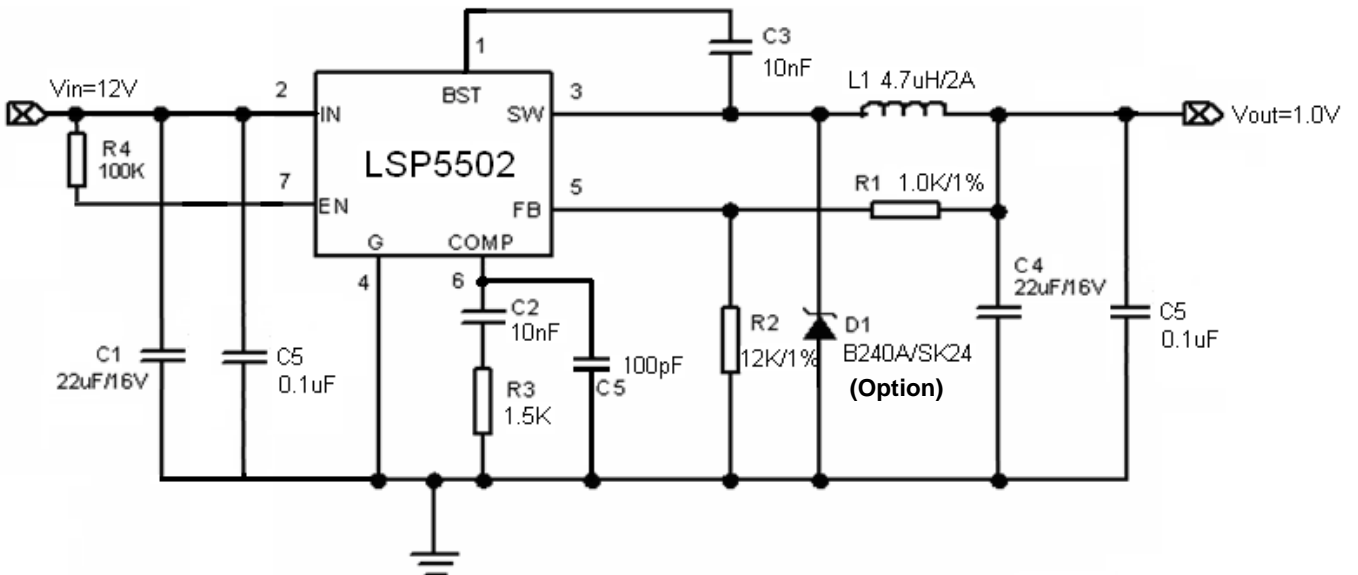 1
C3
10nF
Vin=12V
2
BST
3
L1 4.7uH/2A
IN
SW
Vout=1.0V
R4
100K
LSP5502
7
5
R1 1.0K/1%
EN
FB
G
COMP
4
6
C2
10nF
C4
22uF/16V
R2
12K/1%
D1
B240A/SK24
(Option)
C5
0.1uF
C1
22uF/16V
C5
0.1uF
R3
1.5K
100pF
C5